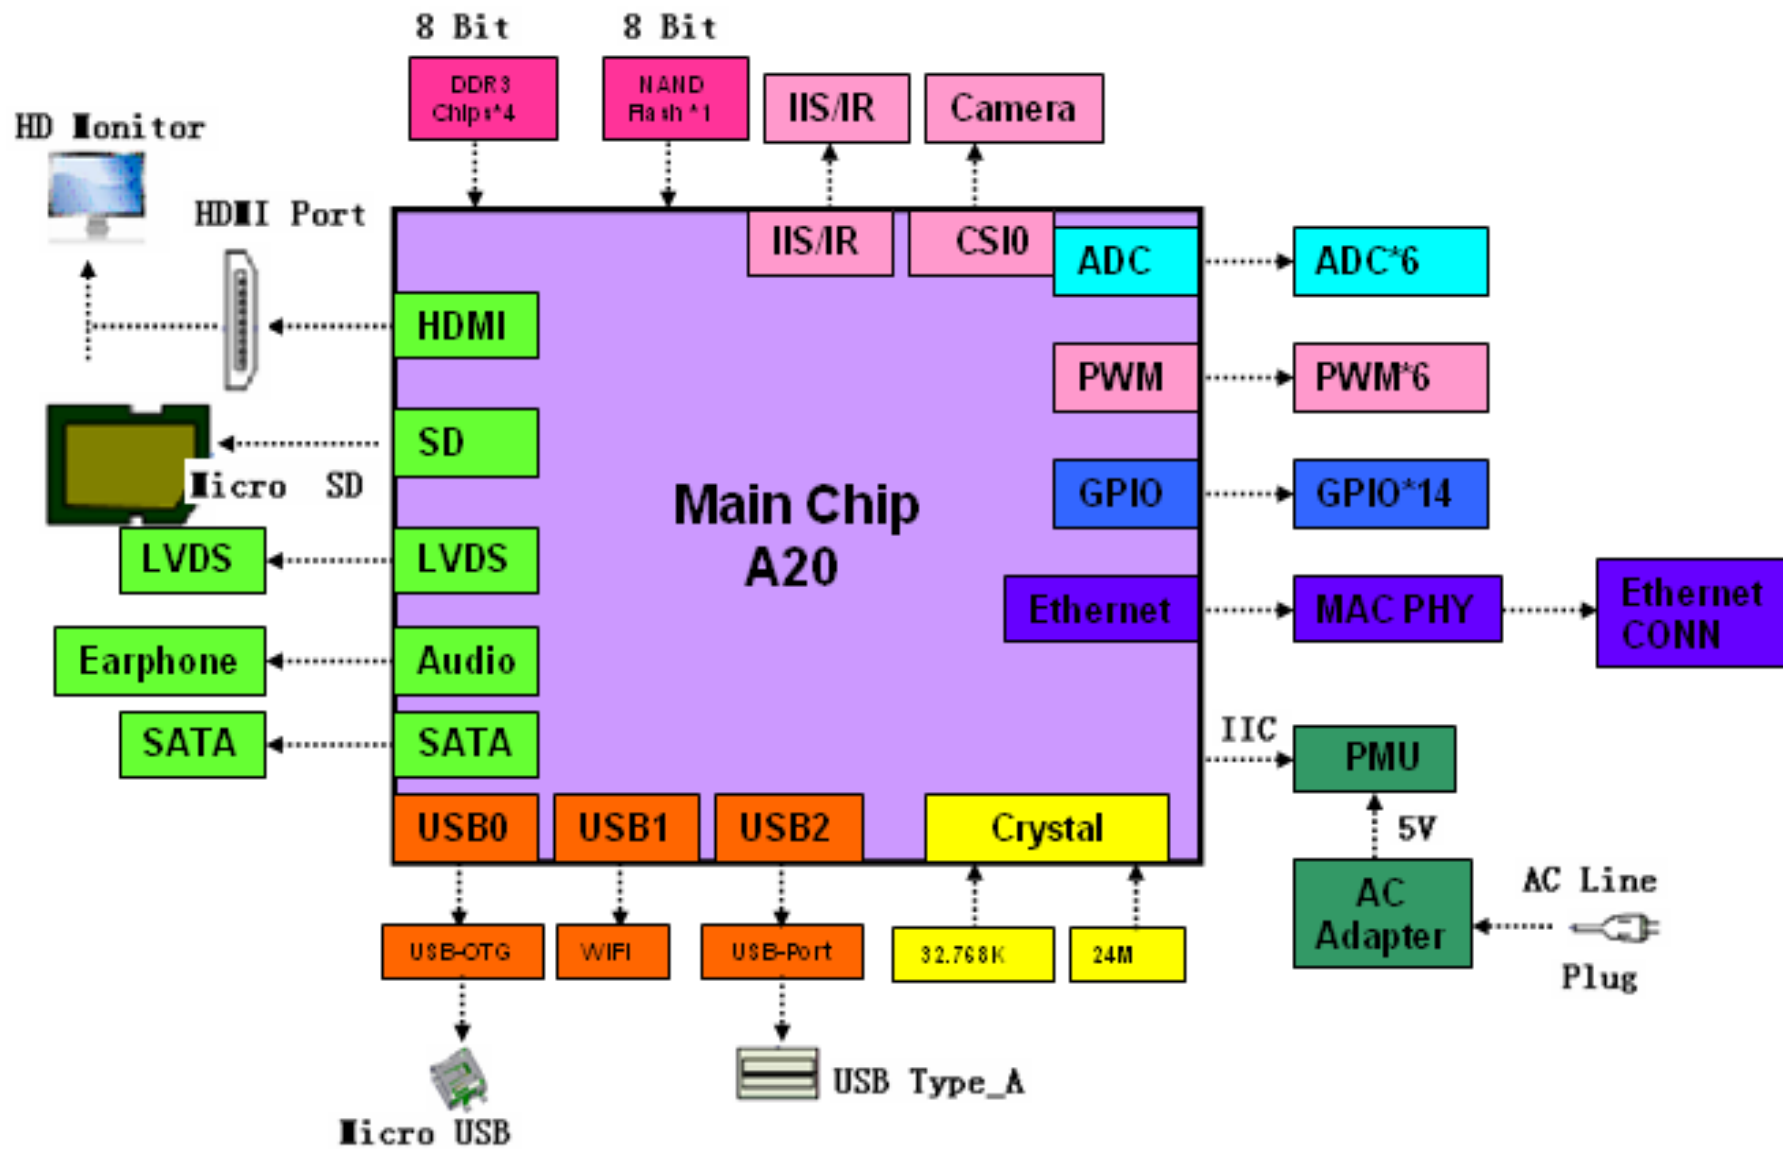 8 Bit
8 Bit
DDR3
Chips*4
NAND
Flash*1
IIS/IR
Camera
HD Monitor
HDMI Port
IIS/IR
CSI0
ADC
ADC*6
HDMI
PWM
PWM*6
SD
Micro SD
GPIO
GPIO*14
Main Chip
A20
LVDS
LVDS
Ethernet
MAC PHY
Ethernet
CONN
Earphone
Audio
SATA
SATA
IIC
PMU
5V
USB0
USB1
USB2
Crystal
AC
Adapter
AC Line
Plug
USB-OTG
WIFI
USB-Port
32.768K
24M
USB Type_A
Micro USB